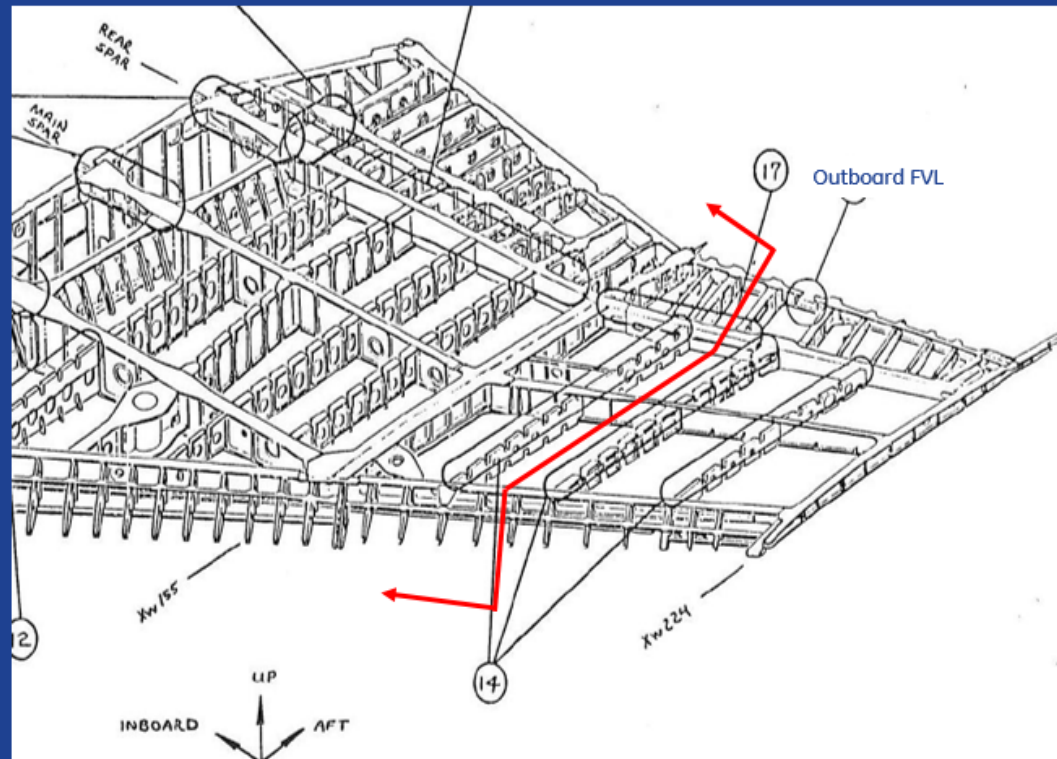 REAR
SPAR
MAIN
SPAR
17
Outboard FVL
XW155
XW224
12
14
UP
INBOARD
AFT